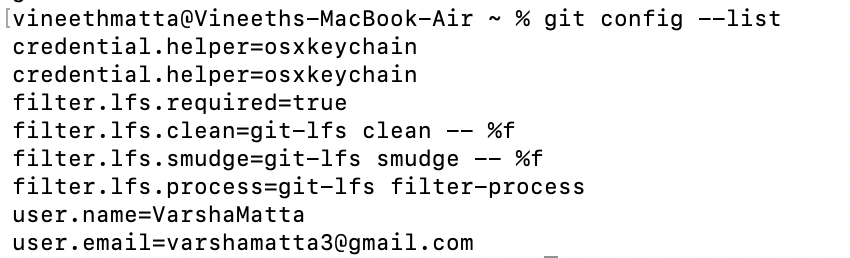 [vineethmatta@Vineeths-MacBook-Air ~ % git config --list
credential.helper=osxkeychain
credential.helper=osxkeychain
filter.lfs.required=true
filter.lfs.clean=git-lfs clean -- %f
filter.lfs.smudge=git-lfs smudge -- %f
filter.lfs.process=git-lfs filter-process
user.name=VarshaMatta
user.email=varshamatta3@gmail.com